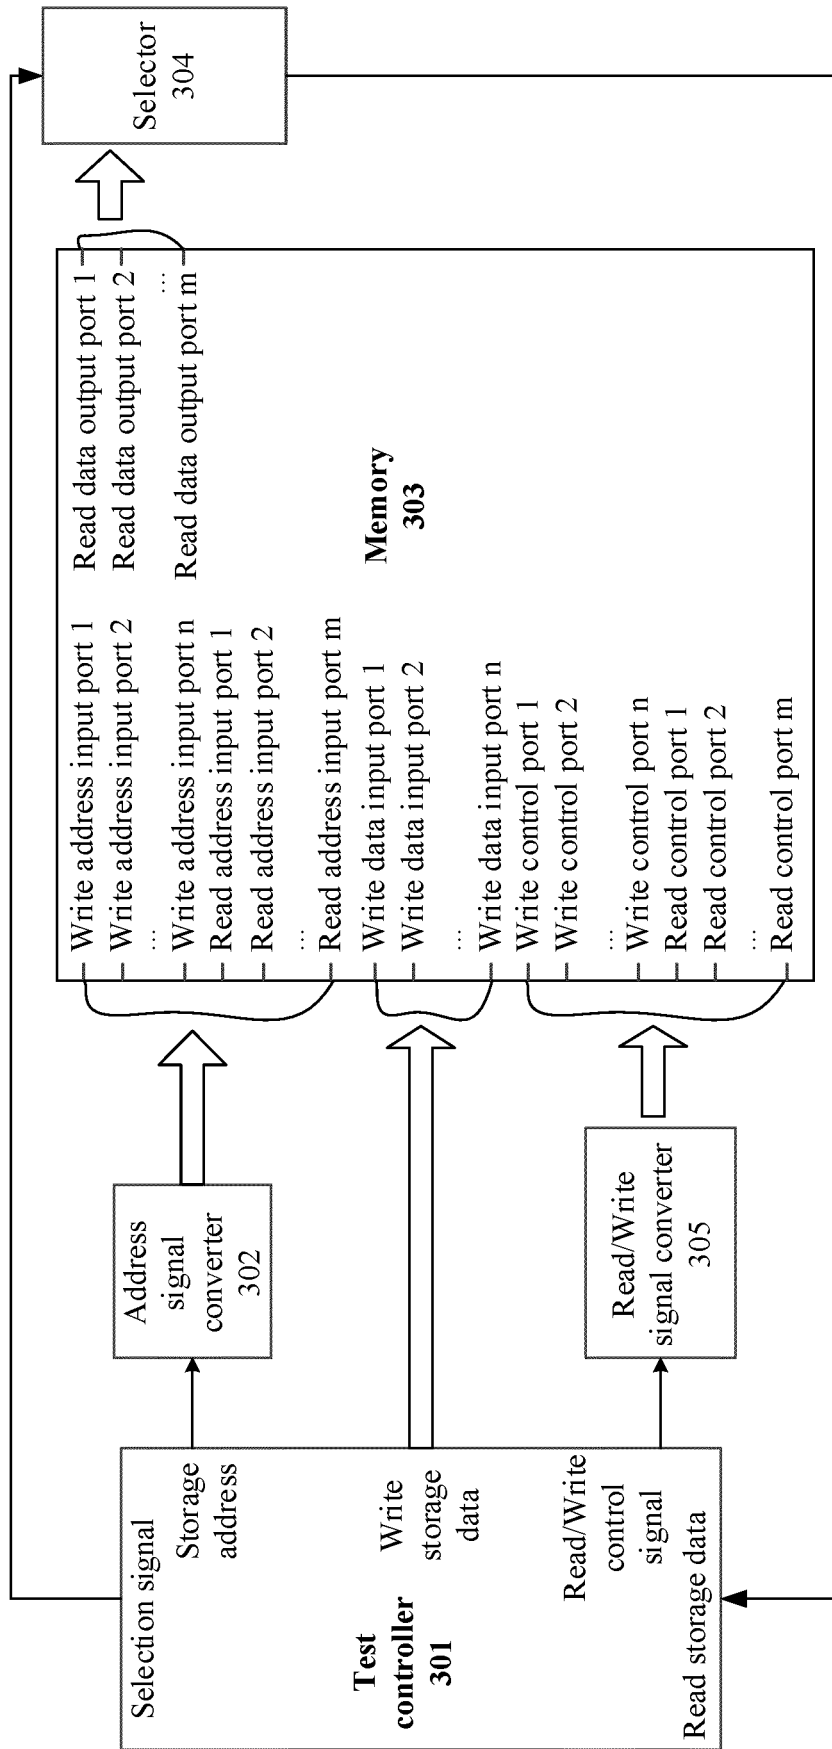 Selection signal
Storage
address
Test
controller
301
Write
storage
data
Read/Write
control
signal
Read storage data
Address
signal
converter
302
Read/Write
signal converter
305
Write address input port 1
Write address input port 2
...
Write address input port n
Read address input port 1
Read address input port 2
...
Read address input port m
Write data input port 1
Write data input port 2
...
Write data input port n
Write control port 1
Write control port 2
...
Write control port n
Read control port 1
Read control port 2
...
Read control port m
Memory
303
Read data output port 1
Read data output port 2
...
Read data output port m
Selector
304